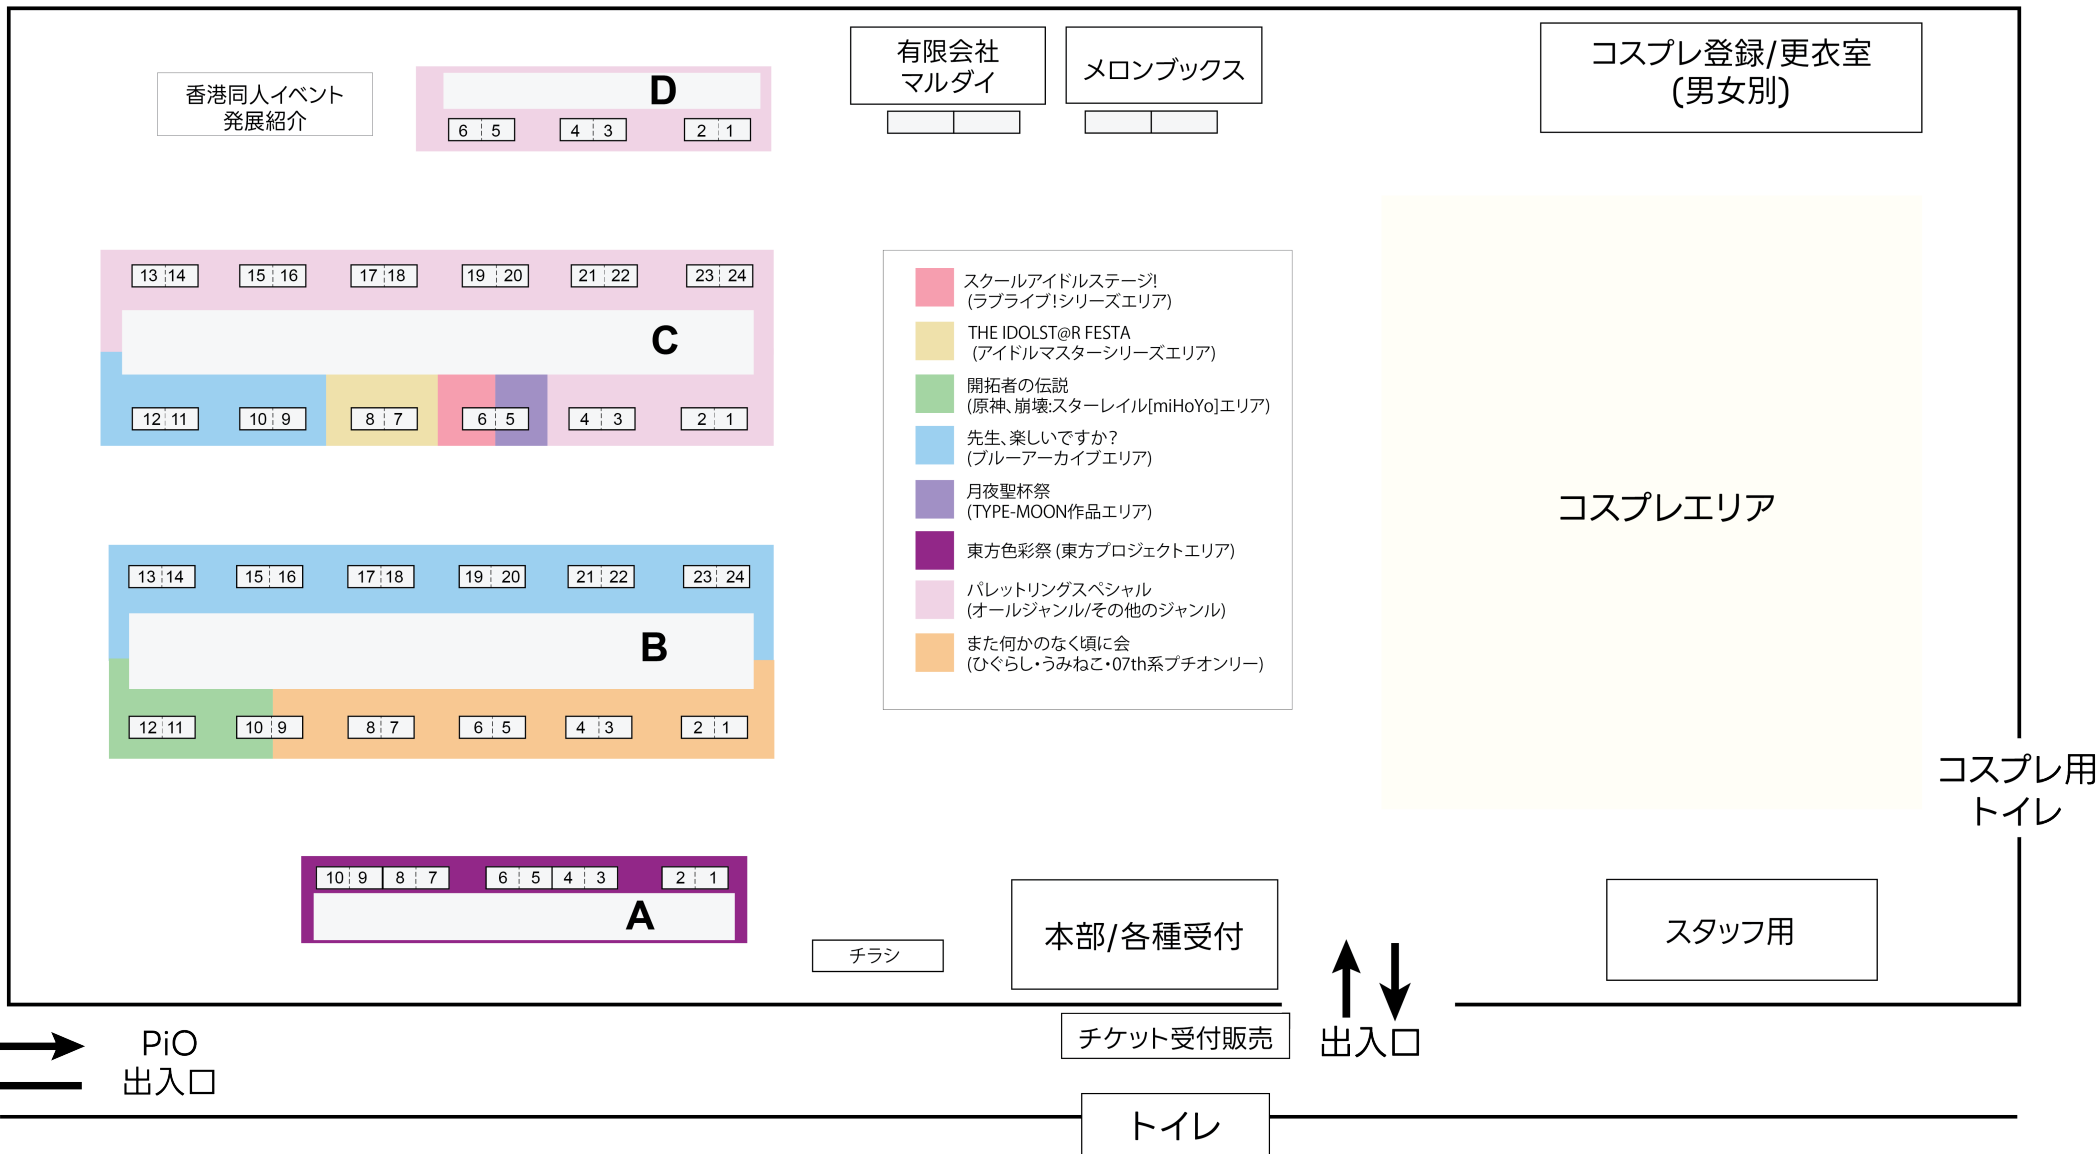 香港同人イベント
発展紹介
D
6 5 4 3 2 1
有限会社
マルダイ
メロンブックス
コスプレ登録/更衣室
(男女別)
13 14 15 16 17 18 19 20 21 22 23 24
C
12 11 10 9 8 7 6 5 4 3 2 1
13 14 15 16 17 18 19 20 21 22 23 24
B
12 11 10 9 8 7 6 5 4 3 2 1
10 9 8 7 6 5 4 3 2 1
A
スクールアイドルステージ!
(ラブライブ!シリーズエリア)
THE IDOLST@R FESTA
(アイドルマスターシリーズエリア)
開拓者の伝説
(原神、崩壊:スターレイル[miHoYo]エリア)
先生、楽しいですか?
(ブルーアーカイブエリア)
月夜聖杯祭
(TYPE-MOON作品エリア)
東方色彩祭 (東方プロジェクトエリア)
パレットリングスペシャル
(オールジャンル/その他のジャンル)
また何かのなく頃に会
(ひぐらし・うみねこ・07th系プチオンリー)
コスプレエリア
コスプレ用
トイレ
チラシ
本部/各種受付
スタッフ用
チケット受付販売
出入口
PiO
出入口
トイレ